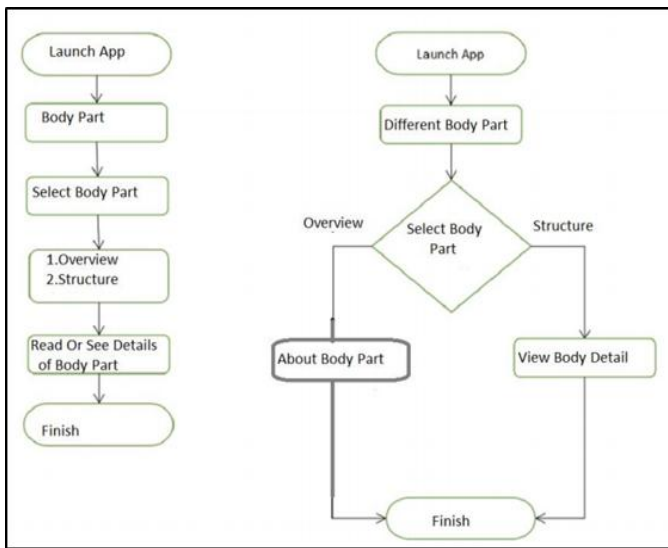 Launch App
Body Part
Select Body Part
1.Overview
2.Structure
Read Or See Details
of Body Part
Finish
Launch App
Different Body Part
Select Body
Part
Overview
Structure
About Body Part
View Body Detail
Finish